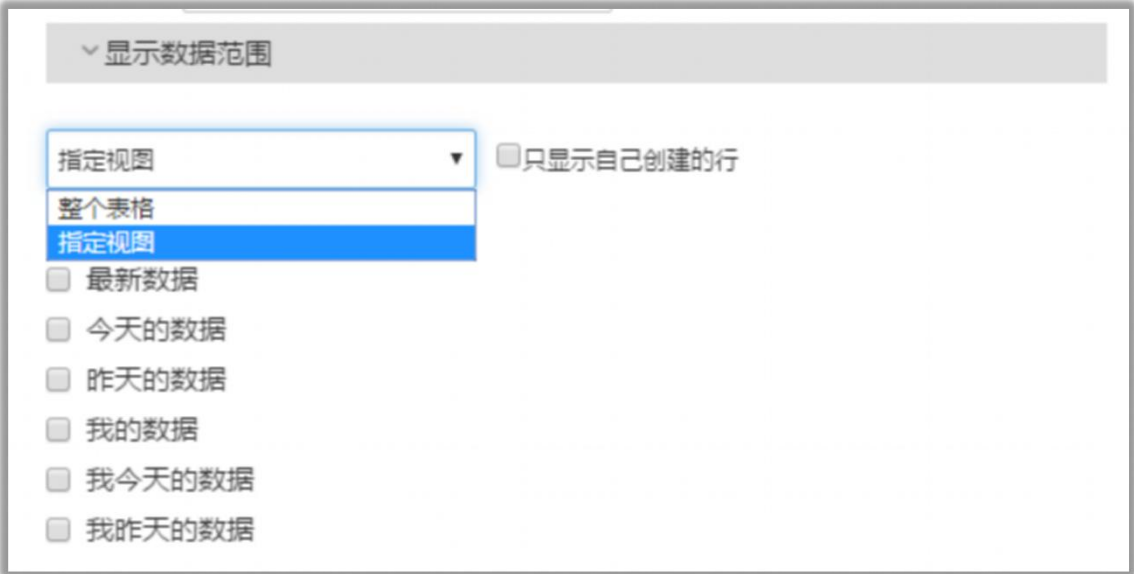 显示数据范围
指定视图 只显示自己创建的行
整个表格
指定视图
最新数据
今天的数据
昨天的数据
我的数据
我今天的数据
我昨天的数据